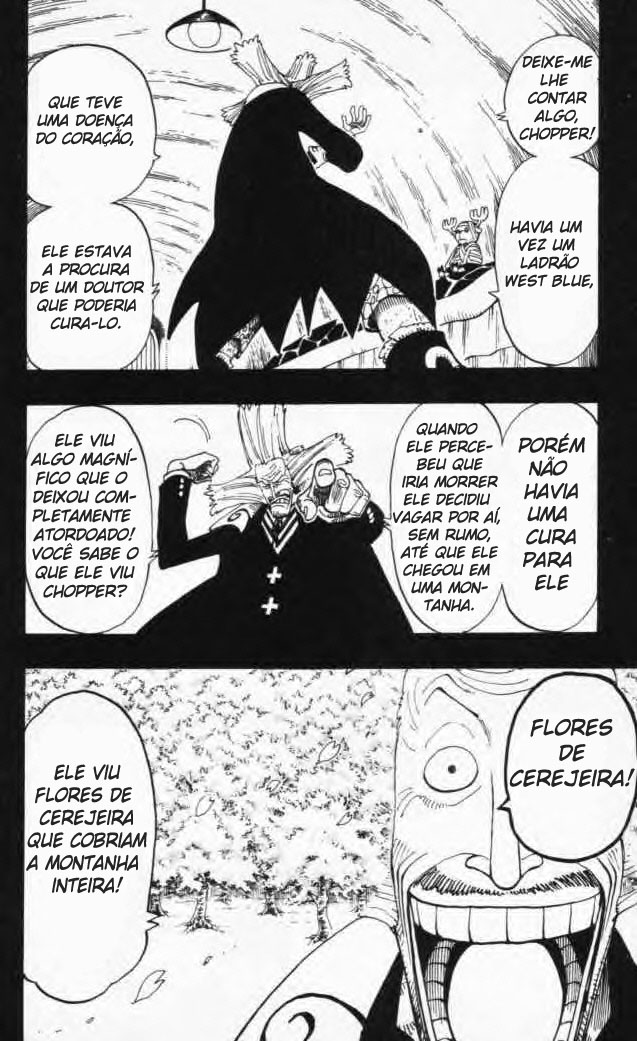 DEIXE-ME
LHE
CONTAR
ALGO,
CHOPPER!
HAVIA UM
VEZ UM
LADRÃO
WEST BLUE,
QUE TEVE
UMA DOENÇA
DO CORAÇÃO,
ELE ESTAVA
A PROCURA
DE UM DOUTOR
QUE PODERIA
CURA-LO.
PORÉM
NÃO
HAVIA
UMA
CURA
PARA
ELE
QUANDO
ELE PERCE-
BEU QUE
IRIA MORRER
ELE DECIDIU
VAGAR POR AÍ,
SEM RUMO,
ATÉ QUE ELE
CHEGOU EM
UMA MON-
TANHA.
ELE VIU
ALGO MAGNÍ-
FICO QUE O
DEIXOU COM-
PLETAMENTE
ATORDOADO!
VOCÊ SABE O
QUE ELE VIU
CHOPPER?
FLORES
DE
CEREJEIRA!
ELE VIU
FLORES DE
CEREJEIRA
QUE COBRIAM
A MONTANHA
INTEIRA!